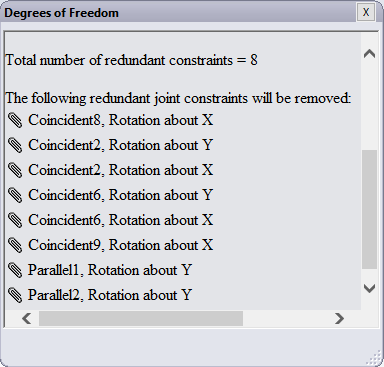 Degrees of Freedom
X
Total number of redundant constraints = 8
The following redundant joint constraints will be removed:
Coincident8, Rotation about X
Coincident2, Rotation about Y
Coincident2, Rotation about X
Coincident6, Rotation about Y
Coincident6, Rotation about X
Coincident9, Rotation about X
Parallel1, Rotation about Y
Parallel2, Rotation about Y